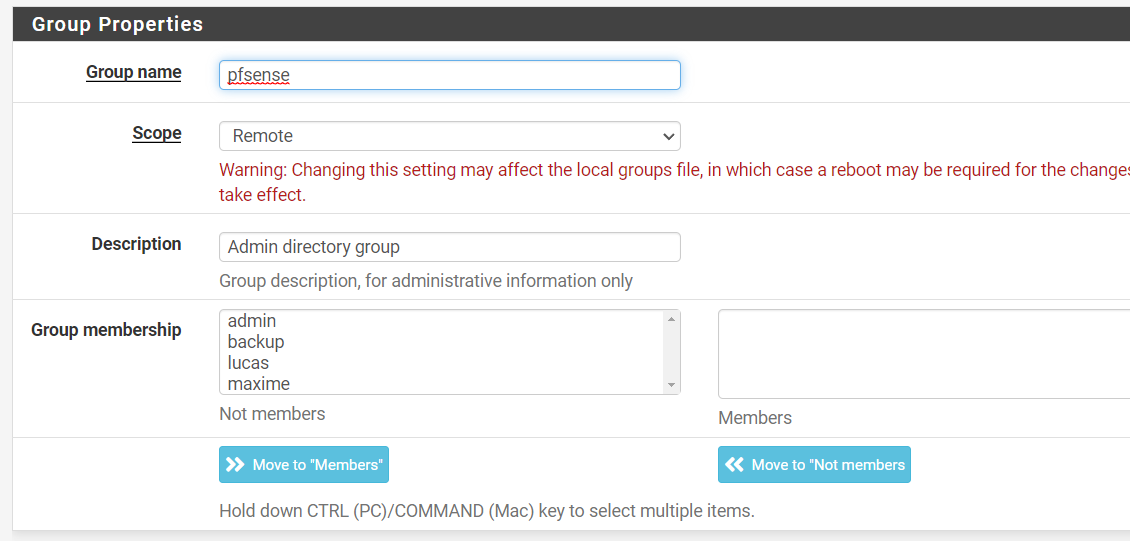 Group Properties
Group name
pfsense
Scope
Remote
Warning: Changing this setting may affect the local groups file, in which case a reboot may be required for the changes
take effect.
Description
Admin directory group
Group description, for administrative information only
Group membership
admin
backup
lucas
maxime
Not members
Members
Move to "Members"
Move to "Not members
Hold down CTRL (PC)/COMMAND (Mac) key to select multiple items.